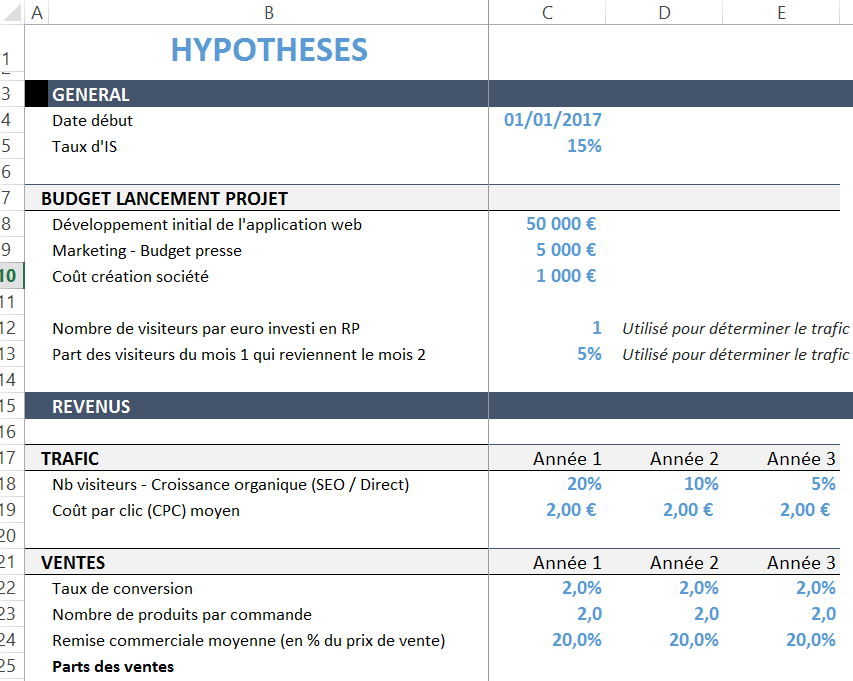 A B C D E
1 HYPOTHESES
3 GENERAL
4 Date début 01/01/2017
5 Taux d'IS 15%
6
7 BUDGET LANCEMENT PROJET
8 Développement initial de l'application web 50 000 €
9 Marketing - Budget presse 5 000 €
10 Coût création société 1 000 €
11
12 Nombre de visiteurs par euro investi en RP 1 Utilisé pour déterminer le trafic
13 Part des visiteurs du mois 1 qui reviennent le mois 2 5% Utilisé pour déterminer le trafic
14
15 REVENUS
16
17 TRAFIC Année 1 Année 2 Année 3
18 Nb visiteurs - Croissance organique (SEO / Direct) 20% 10% 5%
19 Coût par clic (CPC) moyen 2,00 € 2,00 € 2,00 €
20
21 VENTES Année 1 Année 2 Année 3
22 Taux de conversion 2,0% 2,0% 2,0%
23 Nombre de produits par commande 2,0 2,0 2,0
24 Remise commerciale moyenne (en % du prix de vente) 20,0% 20,0% 20,0%
25 Parts des ventes